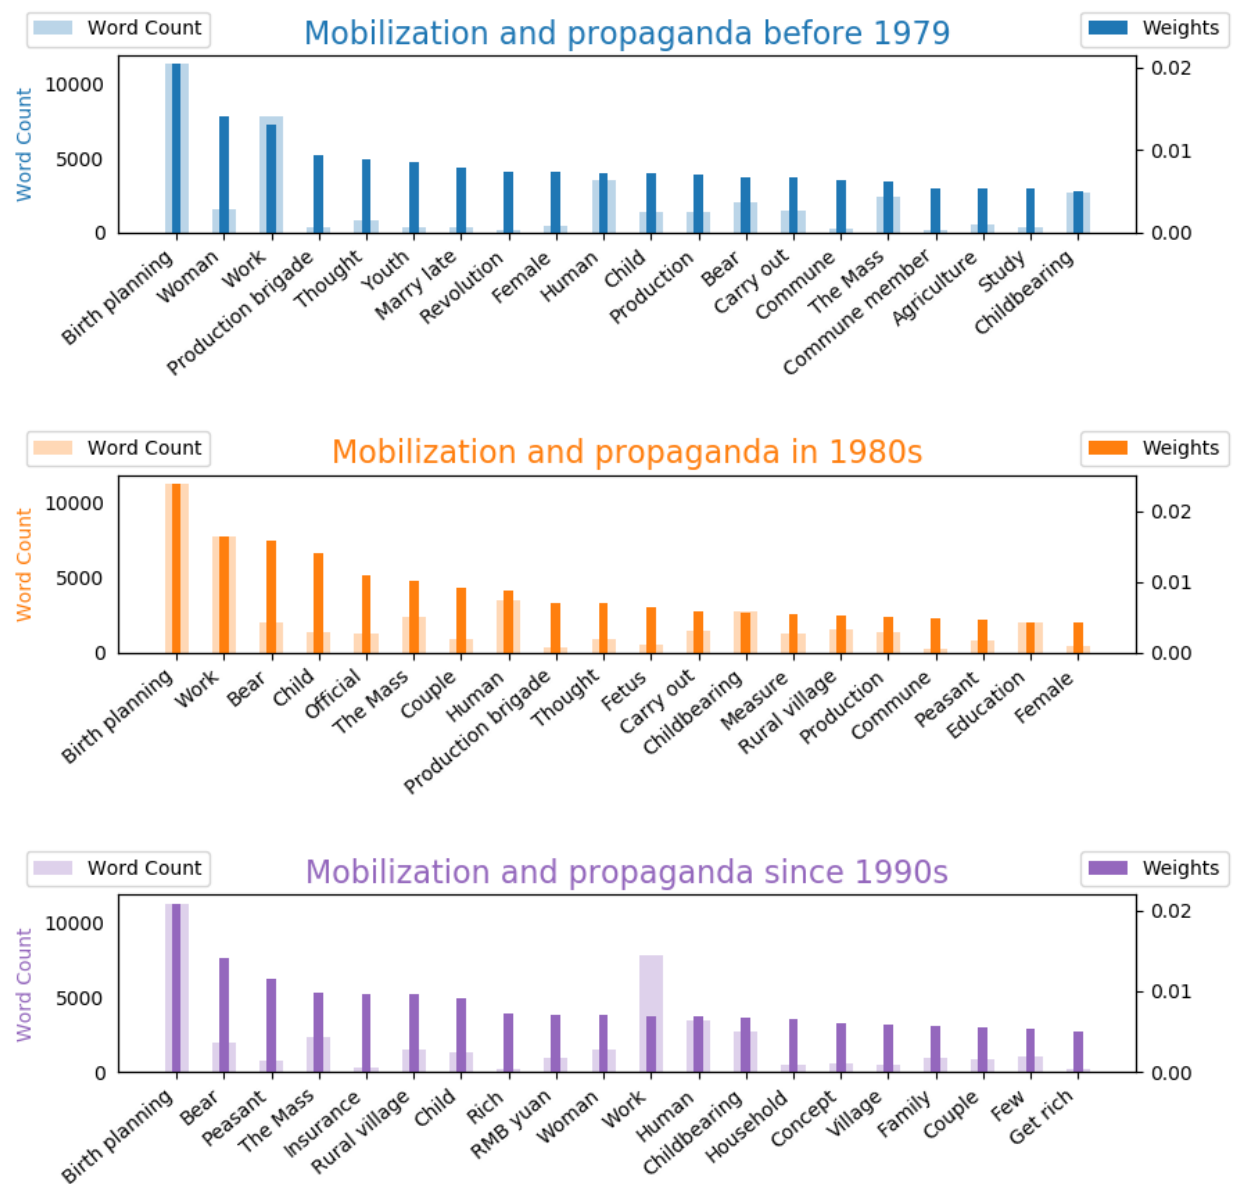 Word Count
Mobilization and propaganda before 1979
Weights
Word Count
10000
5000
0
0.02
0.01
0.00
Birth planning
Woman
Work
Production brigade
Thought
Youth
Marry late
Revolution
Female
Human
Child
Production
Bear
Carry out
Commune
The Mass
Commune member
Agriculture
Study
Childbearing
Word Count
Mobilization and propaganda in 1980s
Weights
Word Count
10000
5000
0
0.02
0.01
0.00
Birth planning
Work
Bear
Child
Official
The Mass
Couple
Human
Production brigade
Thought
Fetus
Carry out
Childbearing
Measure
Rural village
Production
Commune
Peasant
Education
Female
Word Count
Mobilization and propaganda since 1990s
Weights
Word Count
10000
5000
0
0.02
0.01
0.00
Birth planning
Bear
Peasant
The Mass
Insurance
Rural village
Child
Rich
RMB yuan
Woman
Work
Human
Childbearing
Household
Concept
Village
Family
Couple
Few
Get rich